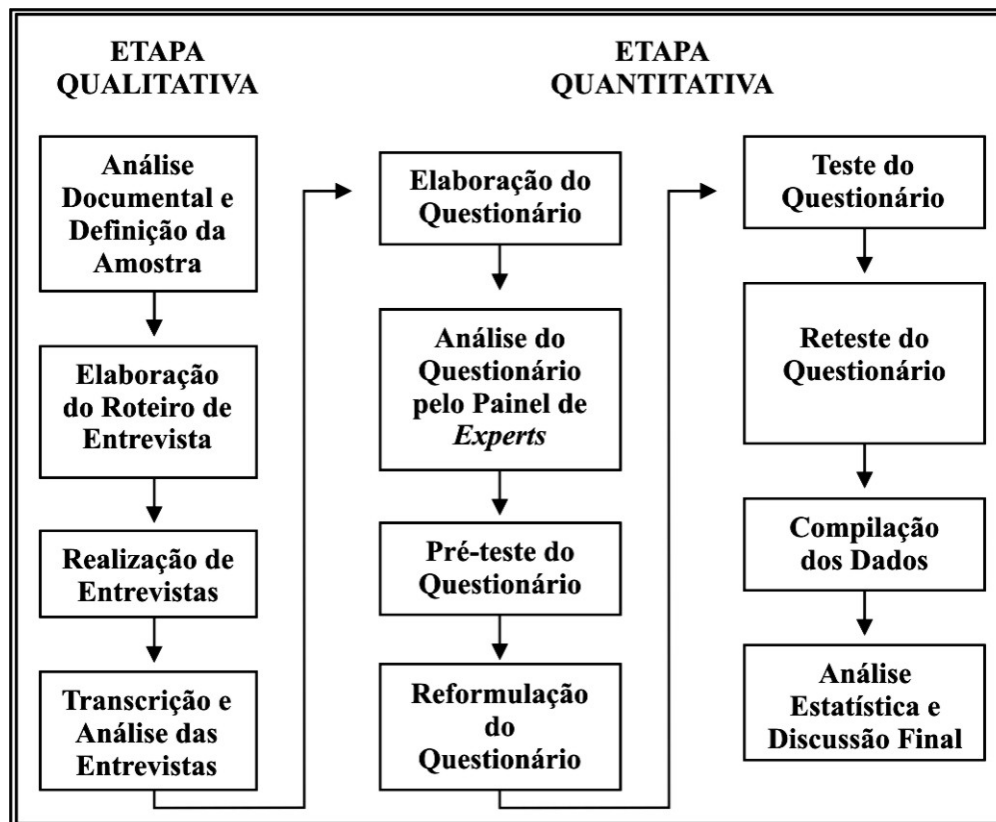 ETAPA
QUALITATIVA
Análise
Documental e
Definição da
Amostra
Elaboração
do Roteiro de
Entrevista
Realização de
Entrevistas
Transcrição e
Análise das
Entrevistas
ETAPA
QUANTITATIVA
Elaboração do
Questionário
Análise do
Questionário
pelo Painel de
Experts
Pré-teste do
Questionário
Reformulação
do
Questionário
Teste do
Questionário
Reteste do
Questionário
Compilação
dos Dados
Análise
Estatística e
Discussão Final